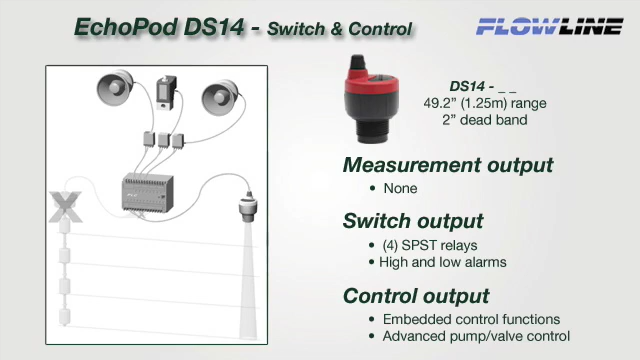 EchoPod DS14 - Switch & Control
FLOWLINE
DS14 - _ _
49.2” (1.25m) range
2” dead band
Measurement output
• None
Switch output
• (4) SPST relays
• High and low alarms
Control output
• Embedded control functions
• Advanced pump/valve control